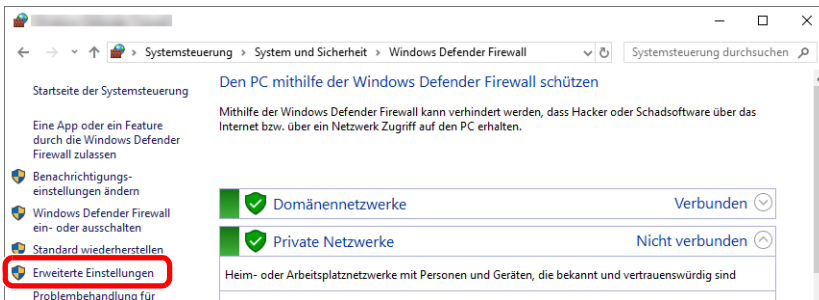 Systemsteuerung > System und Sicherheit > Windows Defender Firewall
Systemsteuerung durchsuchen
Startseite der Systemsteuerung
Eine App oder ein Feature
durch die Windows Defender
Firewall zulassen
Benachrichtigungs-
einstellungen ändern
Windows Defender Firewall
ein- oder ausschalten
Standard wiederherstellen
Erweiterte Einstellungen
Problembehandlung für
Den PC mithilfe der Windows Defender Firewall schützen
Mithilfe der Windows Defender Firewall kann verhindert werden, dass Hacker oder Schadsoftware über das
Internet bzw. über ein Netzwerk Zugriff auf den PC erhalten.
Domänennetzwerke Verbunden
Private Netzwerke Nicht verbunden
Heim- oder Arbeitsplatznetzwerke mit Personen und Geräten, die bekannt und vertrauenswürdig sind